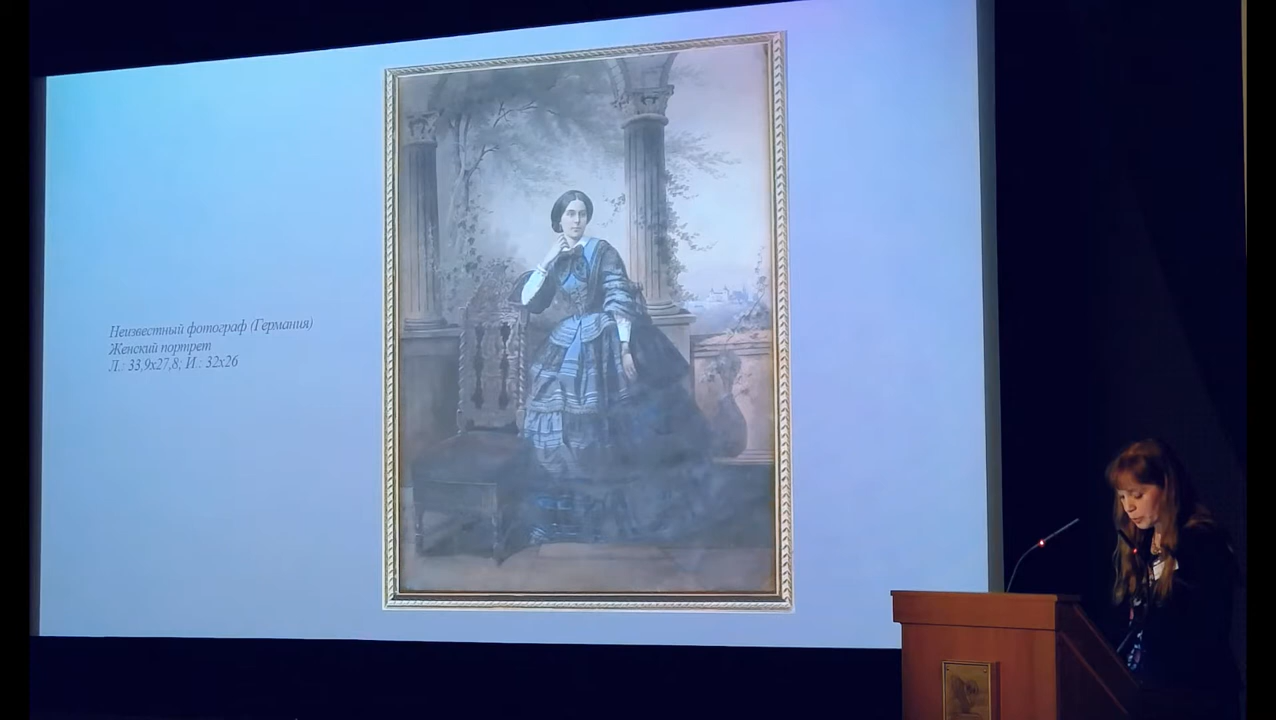 Неизвестный фотограф (Германия)
Женский портрет
Л.: 33,9х27,8; И.: 32х26